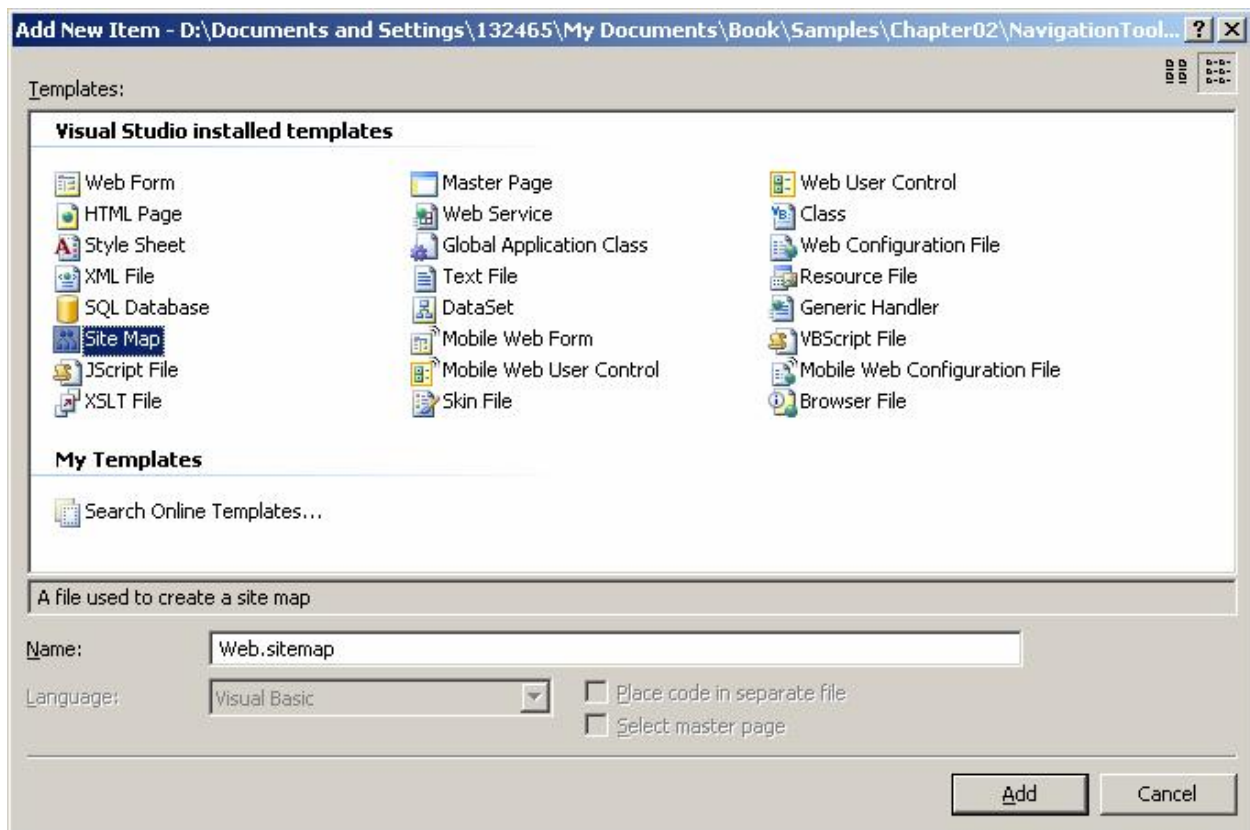 Add New Item - D:\Documents and Settings\132465\My Documents\Book\Samples\Chapter02\NavigationTool...
Templates:
Visual Studio installed templates
Web Form
Master Page
Web User Control
HTML Page
Web Service
Class
Style Sheet
Global Application Class
Web Configuration File
XML File
Text File
Resource File
SQL Database
DataSet
Generic Handler
Site Map
Mobile Web Form
VBScript File
JScript File
Mobile Web User Control
Mobile Web Configuration File
XSLT File
Skin File
Browser File
My Templates
Search Online Templates...
A file used to create a site map
Name:
Web.sitemap
Language:
Visual Basic
Place code in separate file
Select master page
Add
Cancel